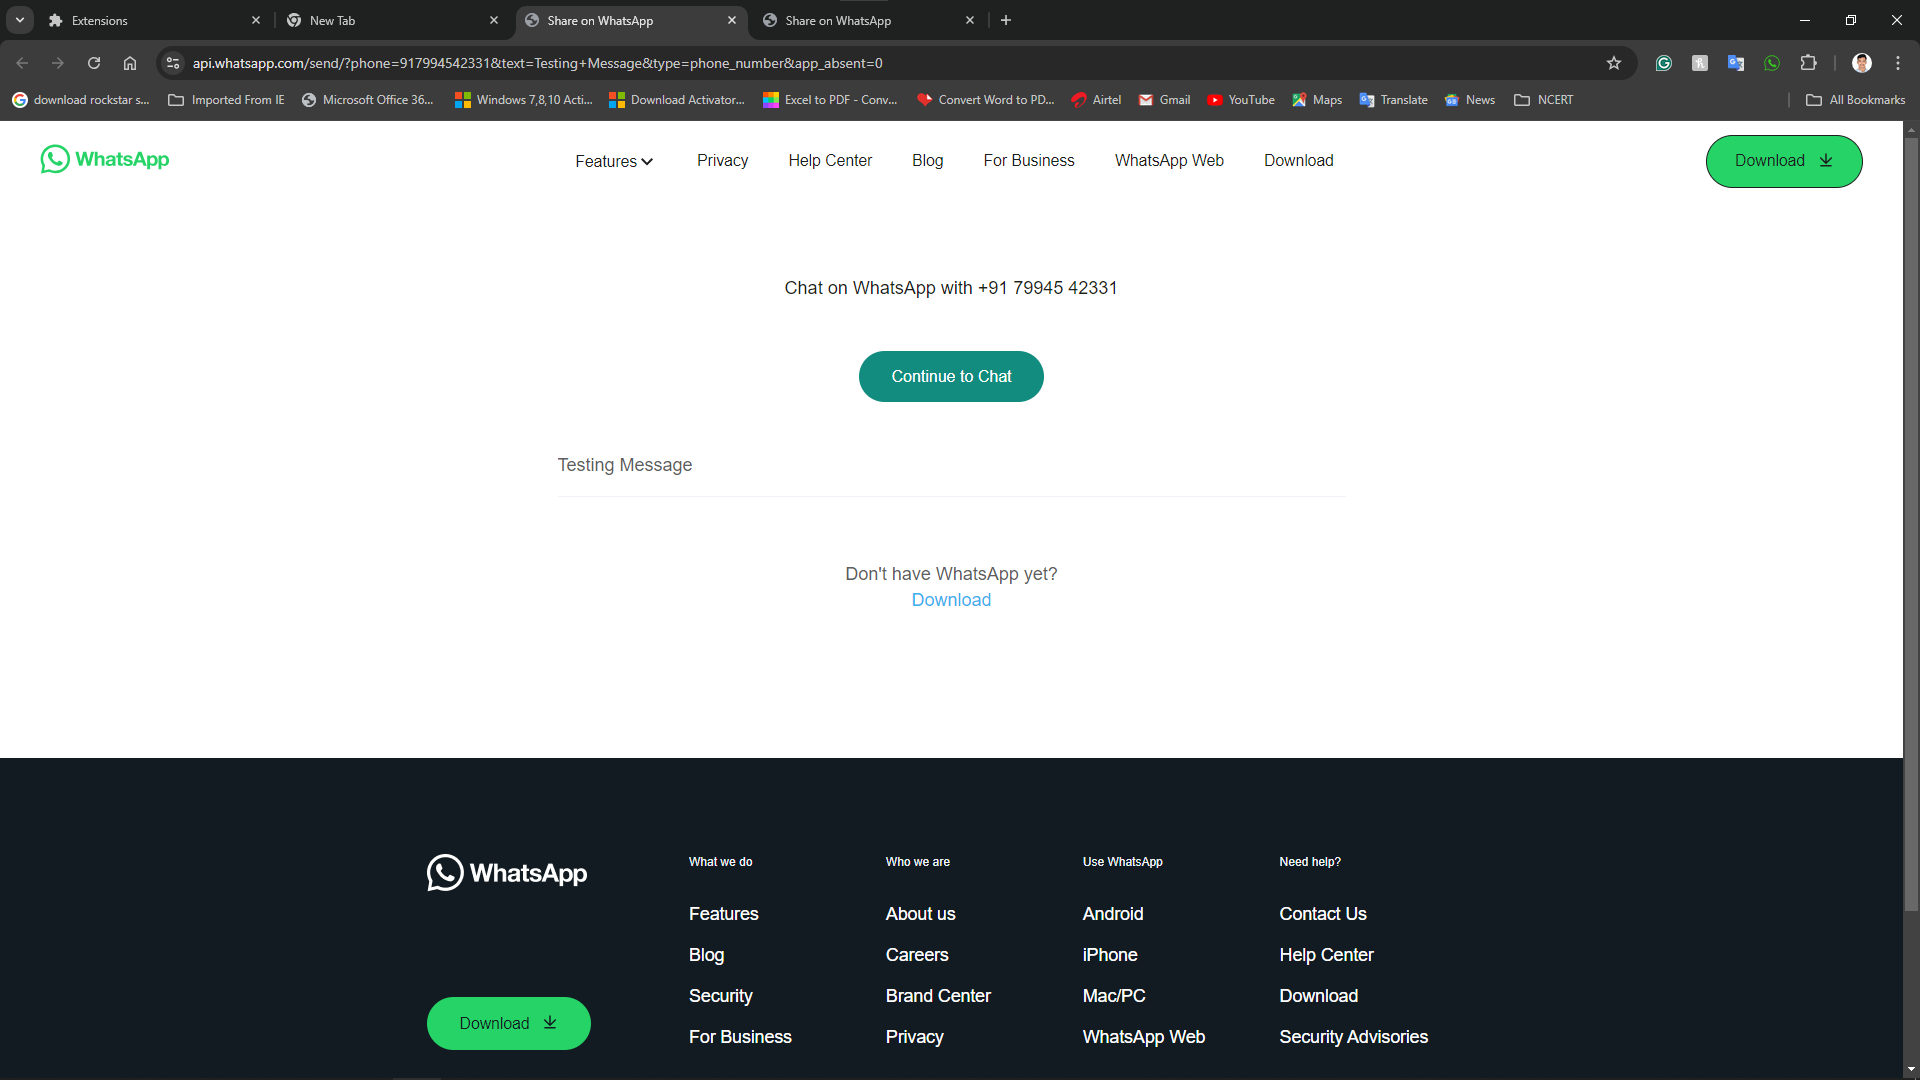 Extensions
New Tab
Share on WhatsApp
Share on WhatsApp
api.whatsapp.com/send/?phone=917994542331&text=Testing+Message&type=phone_number&app_absent=0
download rockstar s...
Imported From IE
Microsoft Office 36...
Windows 7,8,10 Acti...
Download Activator...
Excel to PDF - Conv...
Convert Word to PD...
Airtel
Gmail
YouTube
Maps
Translate
News
NCERT
All Bookmarks
WhatsApp
Features
Privacy
Help Center
Blog
For Business
WhatsApp Web
Download
Download
Chat on WhatsApp with +91 79945 42331
Continue to Chat
Testing Message
Don't have WhatsApp yet?
Download
WhatsApp
Download
What we do
Features
Blog
Security
For Business
Who we are
About us
Careers
Brand Center
Privacy
Use WhatsApp
Android
iPhone
Mac/PC
WhatsApp Web
Need help?
Contact Us
Help Center
Download
Security Advisories